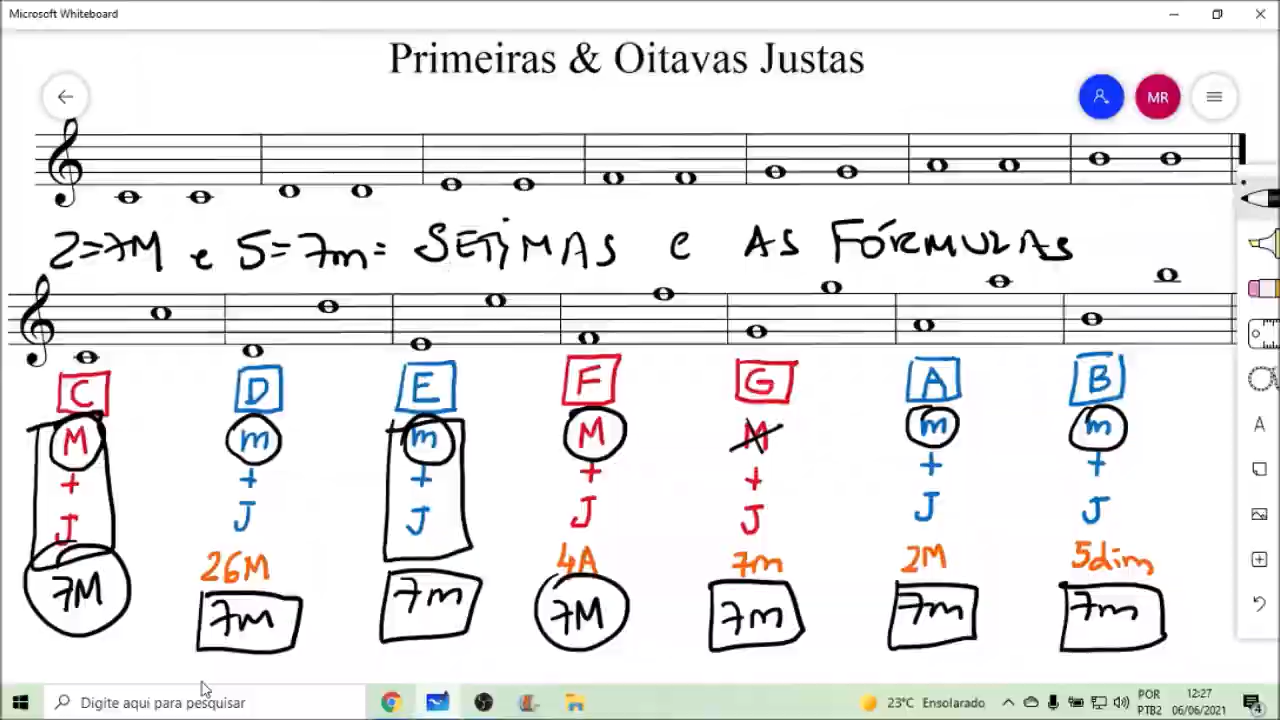 Microsoft Whiteboard
Primeiras & Oitavas Justas
MR
2=7M e 5=7m= SETIMAS e AS FÓRMULAS
C D E F G A B
M m m M M m m
+ + + + + + +
J J J J J J J
26M 4A 7m 2M 5dim
7M 7m 7m 7M 7m 7m 7m
A
Digite aqui para pesquisar
23°C Ensolarado
POR
PTB2
12:27
06/06/2021
4